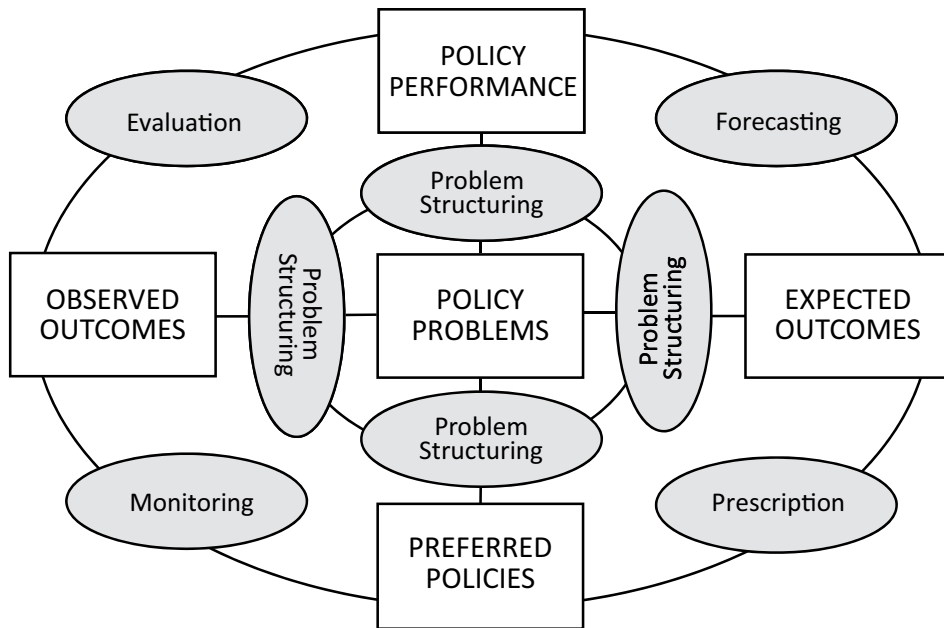 POLICY
PERFORMANCE
Evaluation
Forecasting
Problem
Structuring
OBSERVED
OUTCOMES
Problem
Structuring
POLICY
PROBLEMS
Problem
Structuring
EXPECTED
OUTCOMES
Problem
Structuring
Monitoring
Prescription
PREFERRED
POLICIES